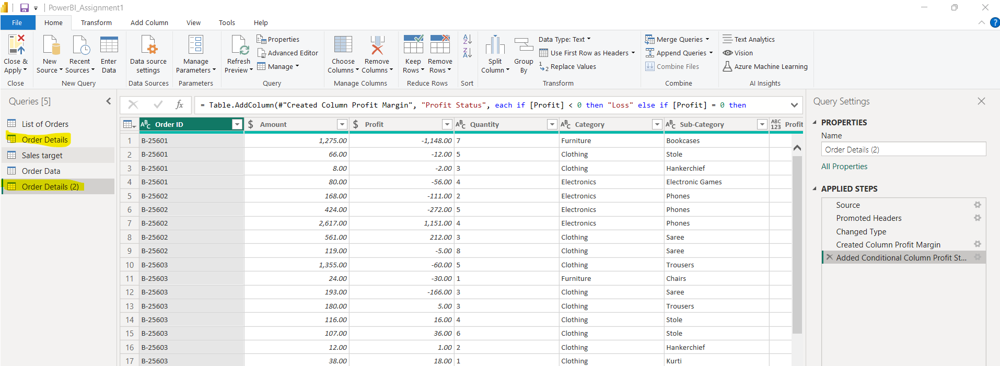 PowerBI_Assignment1
File Home Transform Add Column View Tools Help
Close & Apply
Close
New Source
Recent Sources
Enter Data
New Query
Data source settings
Data Sources
Manage Parameters
Parameters
Refresh Preview
Properties
Advanced Editor
Manage
Query
Choose Columns
Remove Columns
Manage Columns
Keep Rows
Remove Rows
Reduce Rows
Sort
Split Column
Group By
Data Type: Text
Use First Row as Headers
Replace Values
Transform
Merge Queries
Append Queries
Combine Files
Combine
Text Analytics
Vision
Azure Machine Learning
AI Insights
Queries [5]
List of Orders
Order Details
Sales target
Order Data
Order Details (2)
fx = Table.AddColumn(#"Created Column Profit Margin", "Profit Status", each if [Profit] < 0 then "Loss" else if [Profit] = 0 then
ABC Order ID $ Amount $ Profit ABC Quantity ABC Category ABC Sub-Category ABC 123 Profit
1 B-25601 1,275.00 -1,148.00 7 Furniture Bookcases
2 B-25601 66.00 -12.00 5 Clothing Stole
3 B-25601 8.00 -2.00 3 Clothing Hankerchief
4 B-25601 80.00 -56.00 4 Electronics Electronic Games
5 B-25602 168.00 -111.00 2 Electronics Phones
6 B-25602 424.00 -272.00 5 Electronics Phones
7 B-25602 2,617.00 1,151.00 4 Electronics Phones
8 B-25602 561.00 212.00 3 Clothing Saree
9 B-25602 119.00 -5.00 8 Clothing Saree
10 B-25603 1,355.00 -60.00 5 Clothing Trousers
11 B-25603 24.00 -30.00 1 Furniture Chairs
12 B-25603 193.00 -166.00 3 Clothing Saree
13 B-25603 180.00 5.00 3 Clothing Trousers
14 B-25603 116.00 16.00 4 Clothing Stole
15 B-25603 107.00 36.00 6 Clothing Stole
16 B-25603 12.00 1.00 2 Clothing Hankerchief
17 B-25603 38.00 18.00 1 Clothing Kurti
Query Settings
PROPERTIES
Name
Order Details (2)
All Properties
APPLIED STEPS
Source
Promoted Headers
Changed Type
Created Column Profit Margin
Added Conditional Column Profit St...